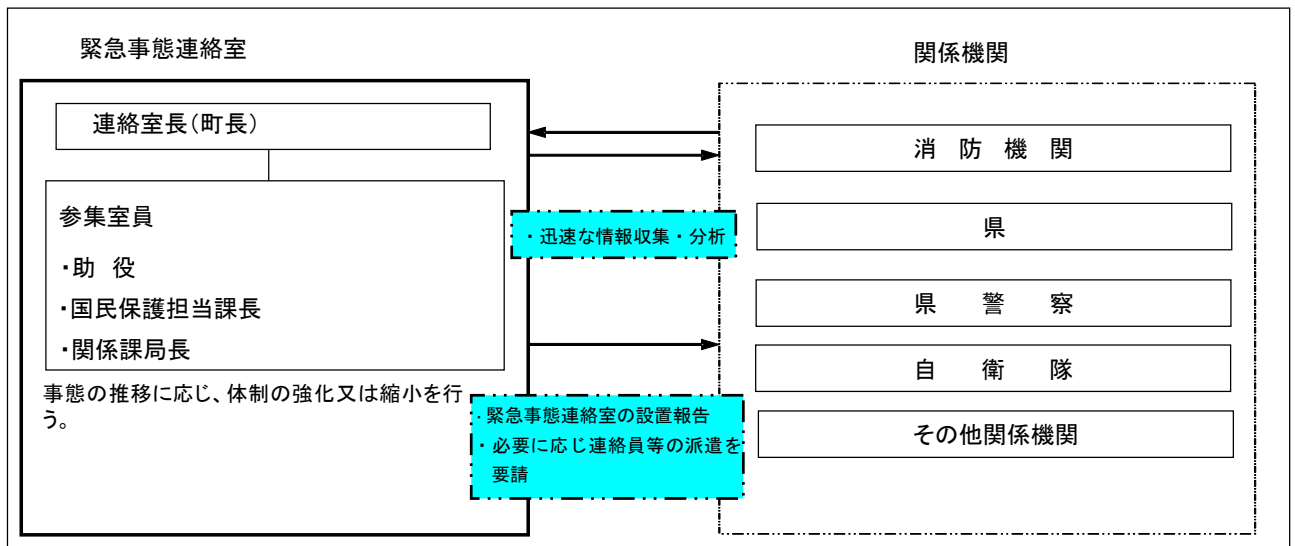 緊急事態連絡室
連絡室長(町長)
参集室員
・助 役
・国民保護担当課長
・関係課局長
事態の推移に応じ、体制の強化又は縮小を行
う。
・迅速な情報収集・分析
・緊急事態連絡室の設置報告
・必要に応じ連絡員等の派遣を
要請
関係機関
消 防 機 関
県
県 警 察
自 衛 隊
その他関係機関